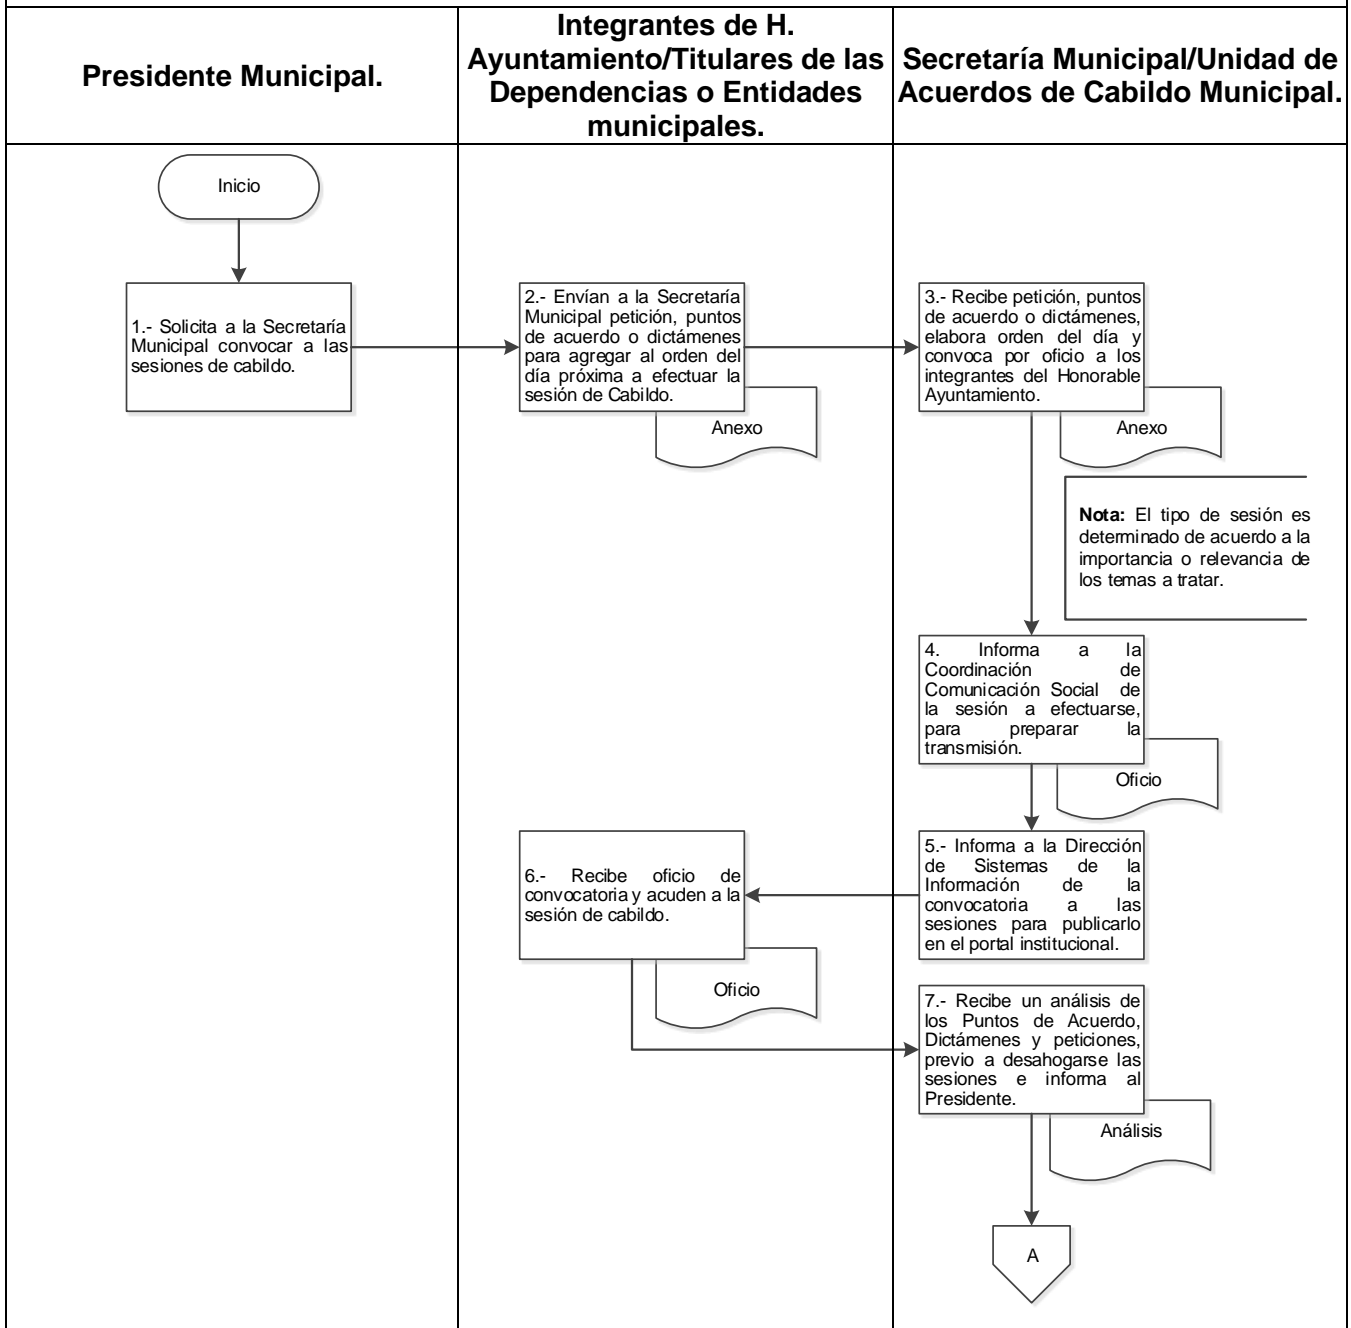 Presidente Municipal.
Integrantes de H.
Ayuntamiento/Titulares de las
Dependencias o Entidades
municipales.
Secretaría Municipal/Unidad de
Acuerdos de Cabildo Municipal.
Inicio
1.- Solicita a la Secretaría
Municipal convocar a las
sesiones de cabildo.
2.- Envían a la Secretaría
Municipal petición, puntos
de acuerdo o dictámenes
para agregar al orden del
día próxima a efectuar la
sesión de Cabildo.
Anexo
3.- Recibe petición, puntos
de acuerdo o dictámenes,
elabora orden del día y
convoca por oficio a los
integrantes del Honorable
Ayuntamiento.
Anexo
Nota: El tipo de sesión es
determinado de acuerdo a la
importancia o relevancia de
los temas a tratar.
4. Informa a la
Coordinación de
Comunicación Social de
la sesión a efectuarse,
para preparar la
transmisión.
Oficio
5.- Informa a la Dirección
de Sistemas de la
Información de la
convocatoria a las
sesiones para publicarlo
en el portal institucional.
6.- Recibe oficio de
convocatoria y acuden a la
sesión de cabildo.
Oficio
7.- Recibe un análisis de
los Puntos de Acuerdo,
Dictámenes y peticiones,
previo a desahogarse las
sesiones e informa al
Presidente.
Análisis
A